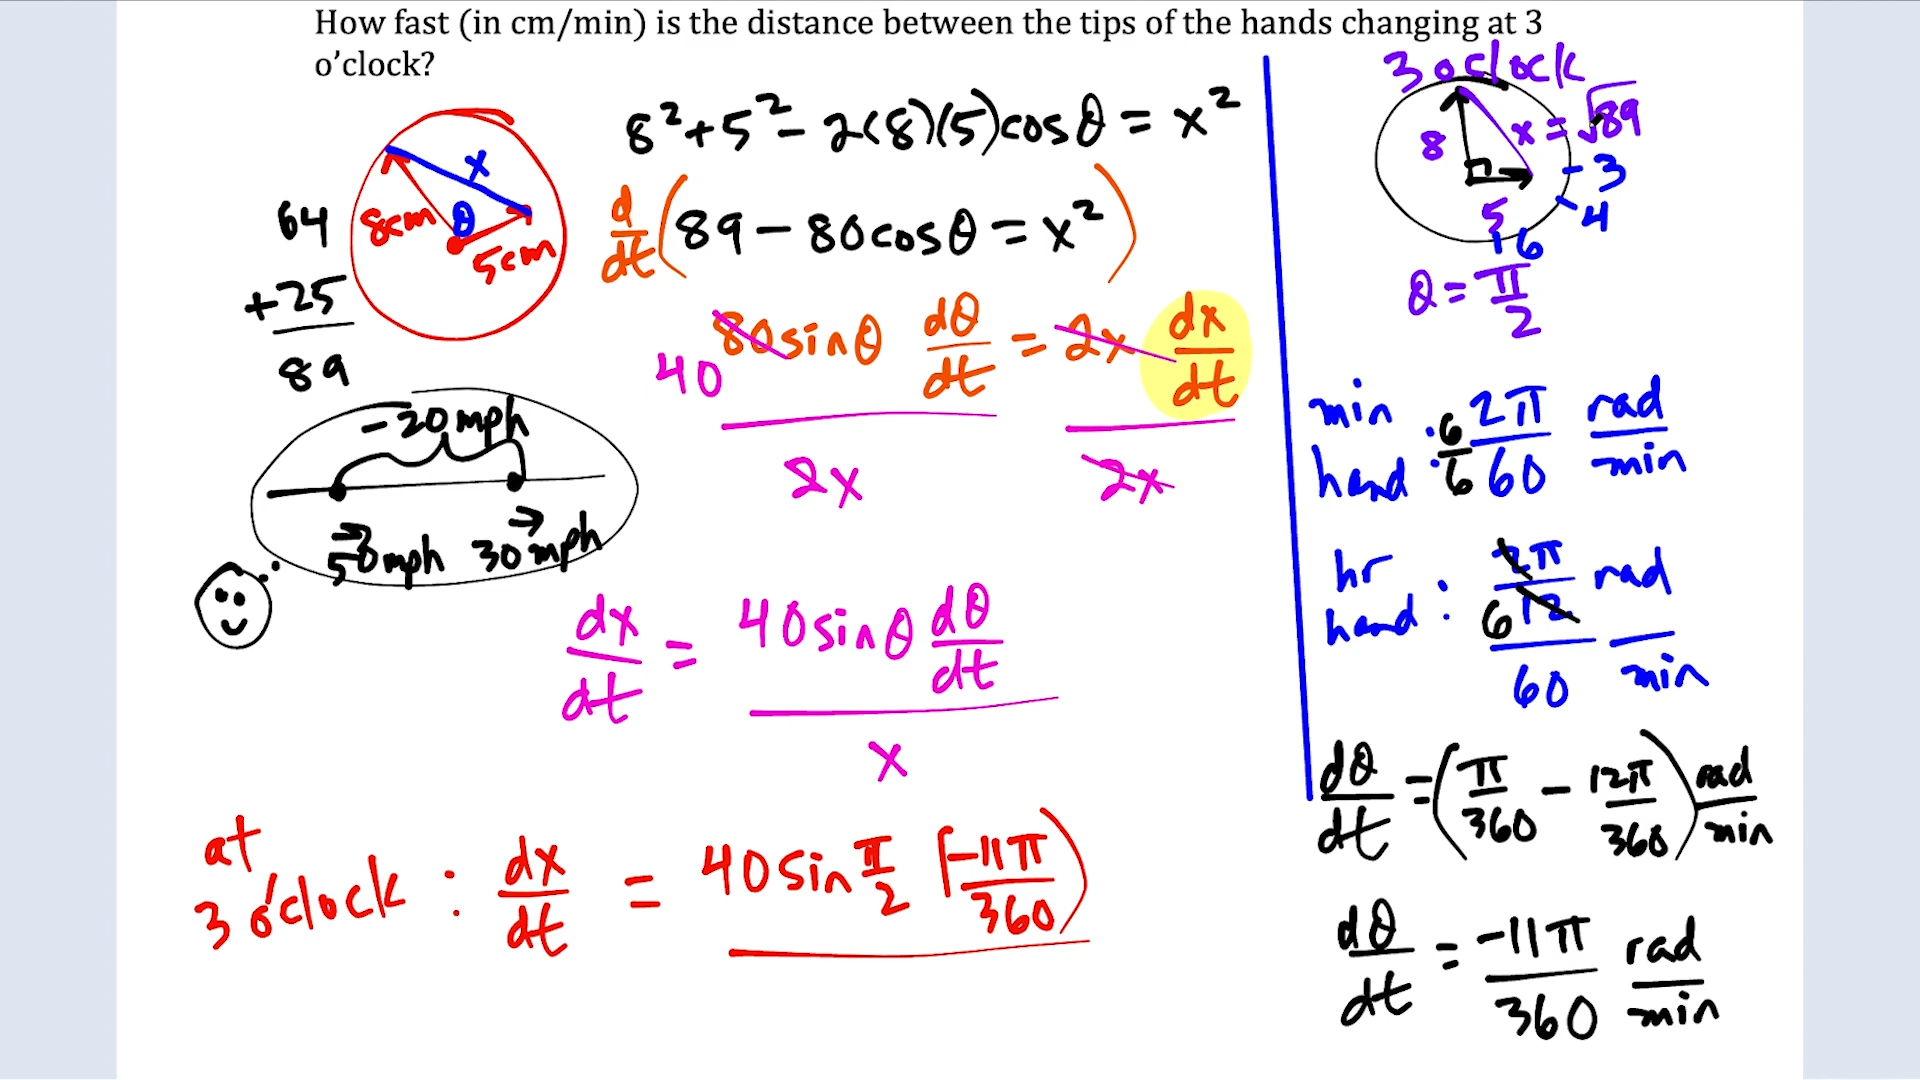 How fast (in cm/min) is the distance between the tips of the hands changing at 3
o'clock?
8² + 5² - 2(8)(5)cosθ = x²
d/dt (89 - 80cosθ = x²)
64
+25
89
x
8cm θ
5cm
40 80sinθ dθ/dt = 2x dx/dt
2x 2x
-20mph
50mph 30mph
dx/dt = 40sinθ dθ/dt
x
at
3 o'clock : dx/dt = 40sin π/2 (-11π/360)
3 oclock
8 x = √89
- 3
4
5
16
θ = π/2
min hand : 6/6 2π/60 rad/min
hr hand : 2π/12 rad
6
60 min
dθ/dt = (π/360 - 12π/360) rad/min
dθ/dt = -11π/360 rad/min